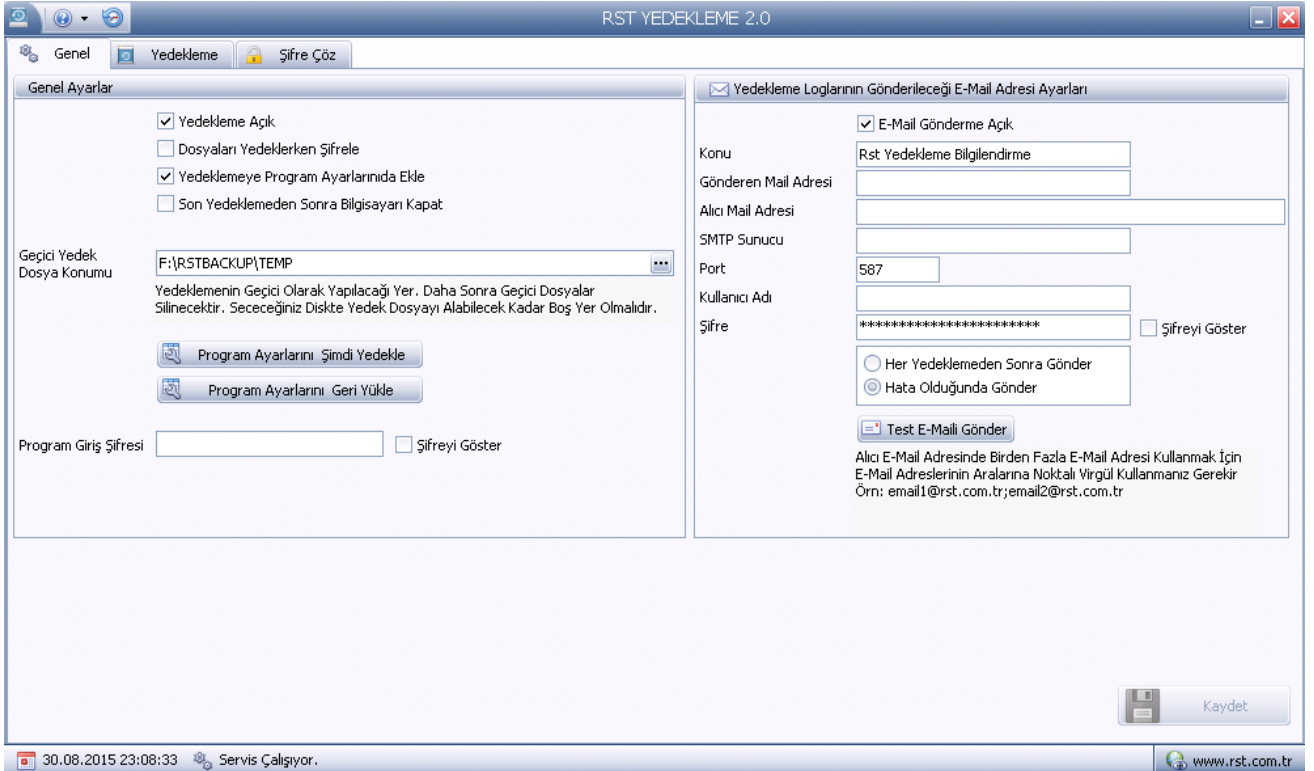 RST YEDEKLEME 2.0
Genel
Yedekleme
Şifre Çöz
Genel Ayarlar
Yedekleme Açık
Dosyaları Yedeklerken Şifrele
Yedeklemeye Program Ayarlarınıda Ekle
Son Yedeklemeden Sonra Bilgisayarı Kapat
Geçici Yedek
Dosya Konumu
F:\RSTBACKUP\TEMP
...
Yedeklemenin Geçici Olarak Yapılacağı Yer. Daha Sonra Geçici Dosyalar
Silinecektir. Sececeğiniz Diskte Yedek Dosyayı Alabilecek Kadar Boş Yer Olmalıdır.
Program Ayarlarını Şimdi Yedekle
Program Ayarlarını Geri Yükle
Program Giriş Şifresi
Şifreyi Göster
Yedekleme Loglarının Gönderileceği E-Mail Adresi Ayarları
E-Mail Gönderme Açık
Konu
Rst Yedekleme Bilgilendirme
Gönderen Mail Adresi
Alıcı Mail Adresi
SMTP Sunucu
Port
587
Kullanıcı Adı
Şifre
***********************
Şifreyi Göster
Her Yedeklemeden Sonra Gönder
Hata Olduğunda Gönder
Test E-Maili Gönder
Alıcı E-Mail Adresinde Birden Fazla E-Mail Adresi Kullanmak İçin
E-Mail Adreslerinin Aralarına Noktalı Virgül Kullanmanız Gerekir
Örn: email1@rst.com.tr;email2@rst.com.tr
Kaydet
30.08.2015 23:08:33
Servis Çalışıyor.
www.rst.com.tr